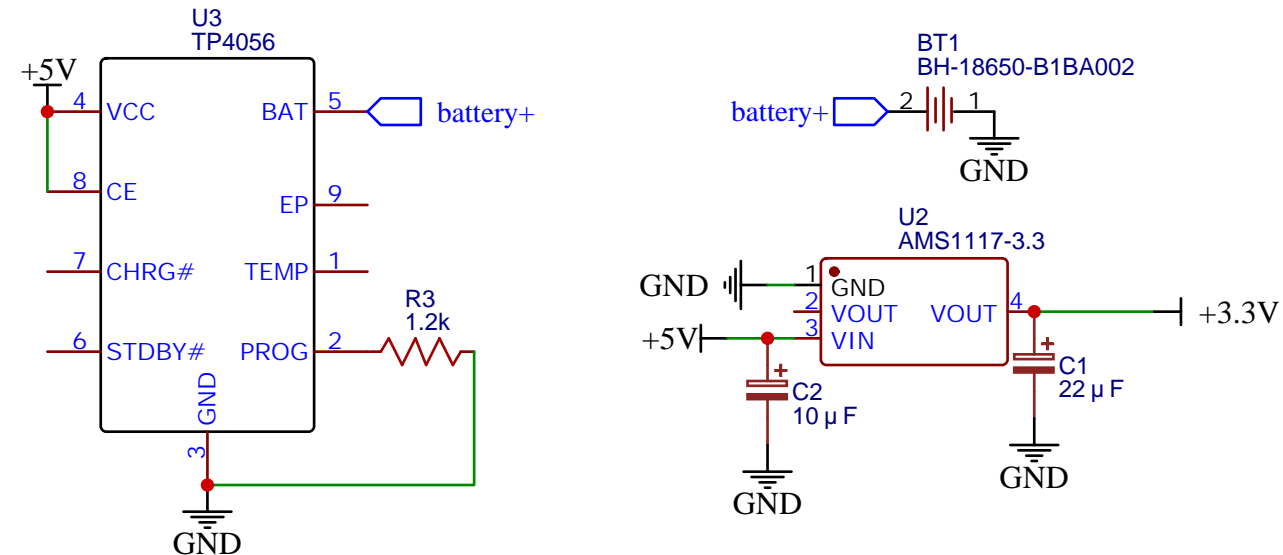 U3
TP4056
+5V
4
VCC
BAT
5
battery+
8
CE
EP
9
7
CHRG#
TEMP
1
6
STDBY#
PROG
2
R3
1.2k
GND
3
GND
BT1
BH-18650-B1BA002
battery+
2
1
GND
U2
AMS1117-3.3
GND
1
GND
2
VOUT
VOUT
4
+3.3V
+5V
3
VIN
+
C2
10µF
GND
+
C1
22µF
GND